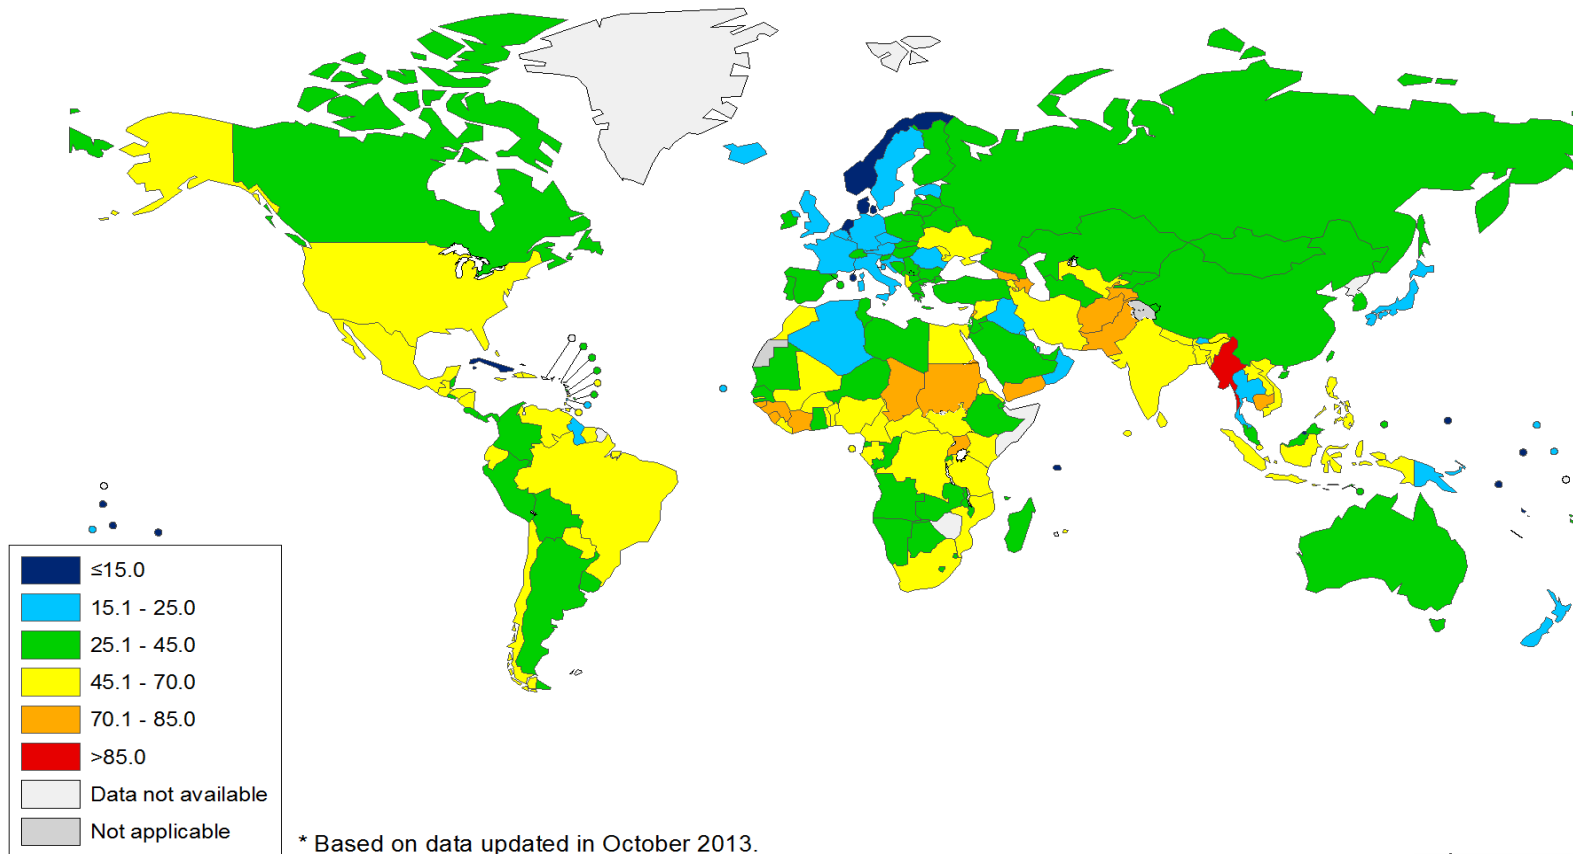 ≤15.0
15.1 - 25.0
25.1 - 45.0
45.1 - 70.0
70.1 - 85.0
>85.0
Data not available
Not applicable
* Based on data updated in October 2013.